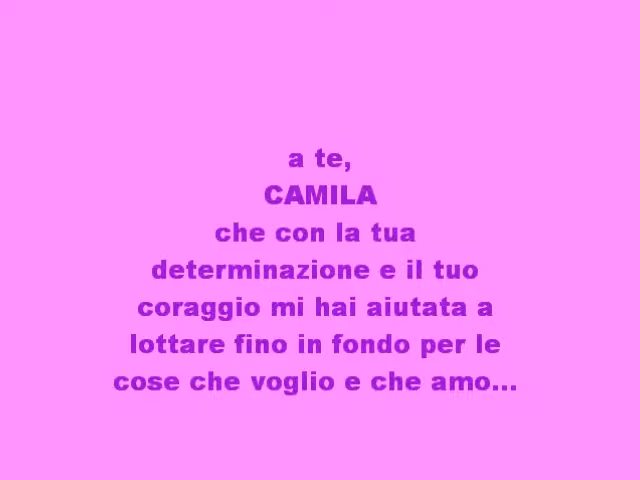 a te,
CAMILA
che con la tua
determinazione e il tuo
coraggio mi hai aiutata a
lottare fino in fondo per le
cose che voglio e che amo...